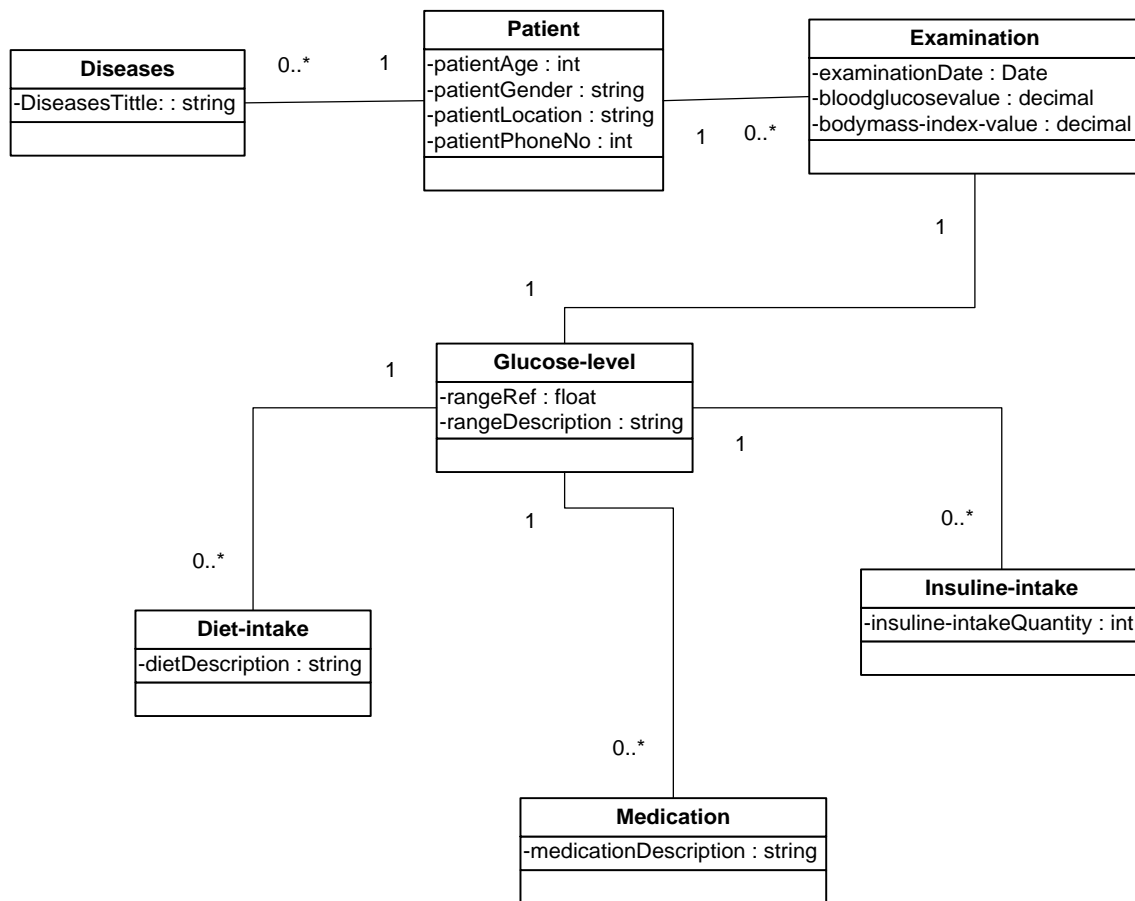 Diseases
-DiseasesTittle: : string
0..*
1
Patient
-patientAge : int
-patientGender : string
-patientLocation : string
-patientPhoneNo : int
1
0..*
Examination
-examinationDate : Date
-bloodglucosevalue : decimal
-bodymass-index-value : decimal
1
1
Glucose-level
-rangeRef : float
-rangeDescription : string
1
1
1
0..*
0..*
Diet-intake
-dietDescription : string
Insuline-intake
-insuline-intakeQuantity : int
0..*
Medication
-medicationDescription : string